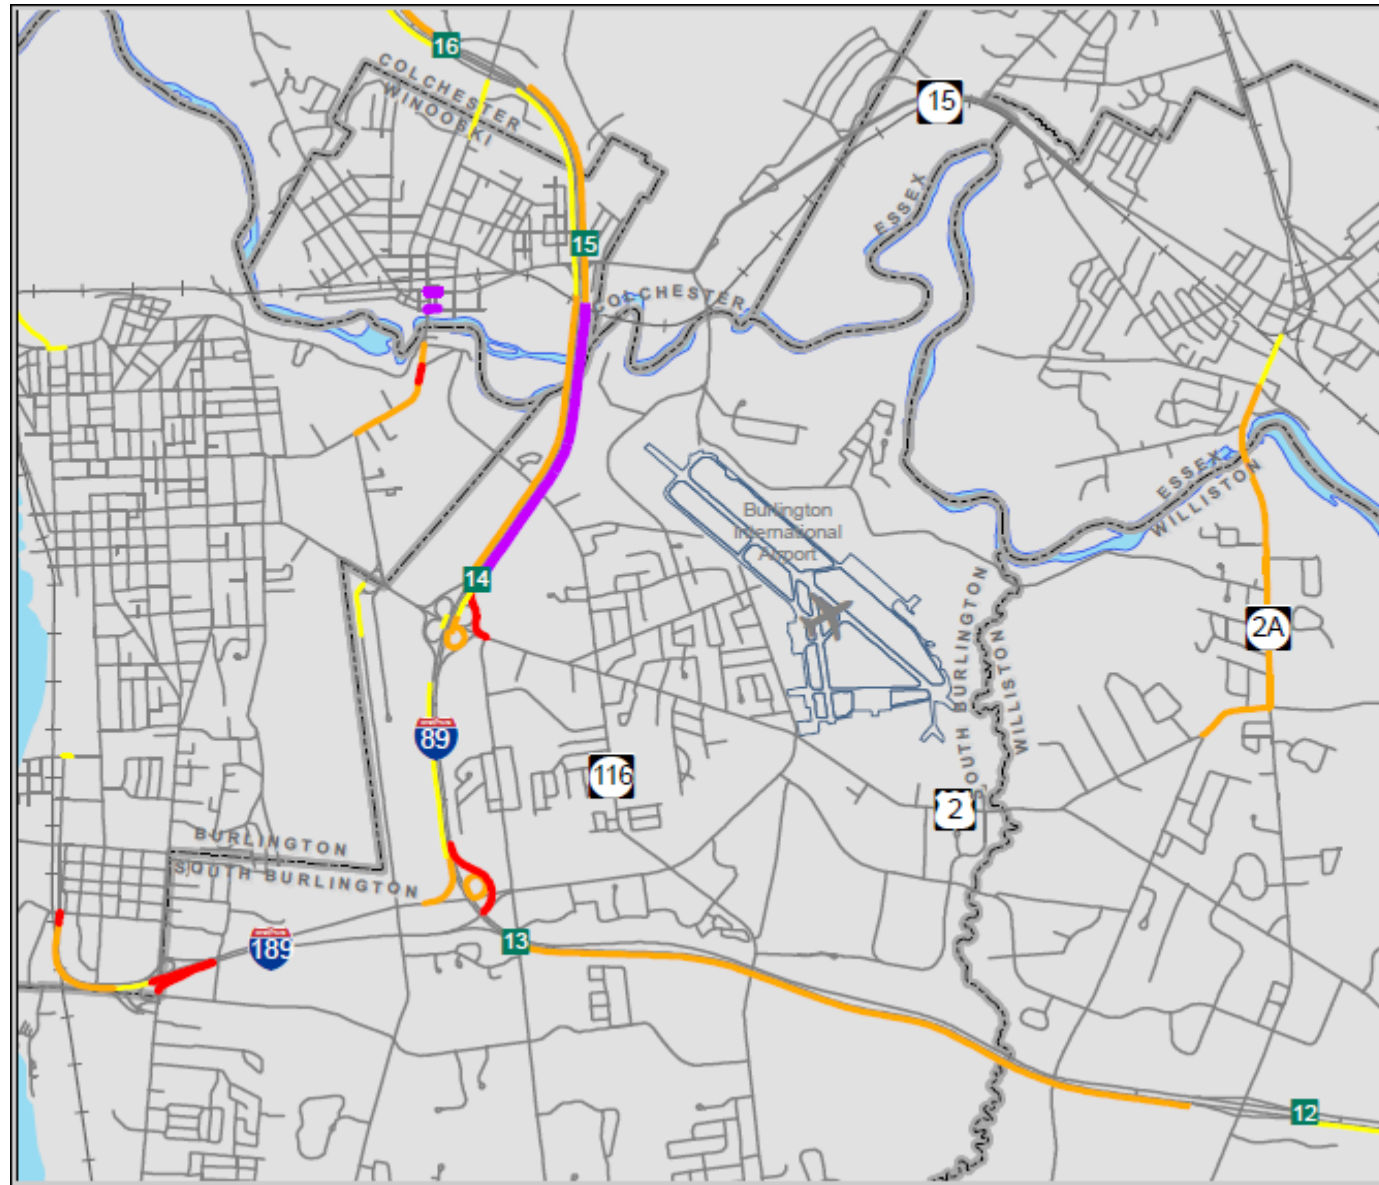 16
COLCHESTER
WINOOSKI
15
ESSEX
15
COLCHESTER
ESSEX
WILLISTON
Burlington
International
Airport
14
SOUTH BURLINGTON
WILLISTON
2A
89
116
2
BURLINGTON
SOUTH BURLINGTON
189
13
12